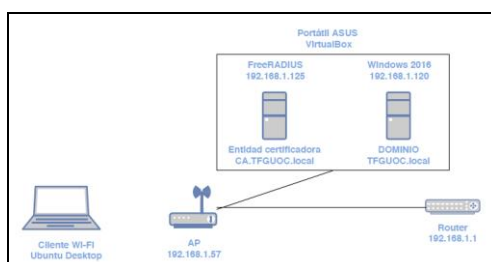 Portátil ASUS
VirtualBox
FreeRADIUS
192.168.1.125
Windows 2016
192.168.1.120
Entidad certificadora
CA.TFGUOC.local
DOMINIO
TFGUOC.local
Cliente WI-FI
Ubuntu Desktop
AP
192.168.1.57
Router
192.168.1.1